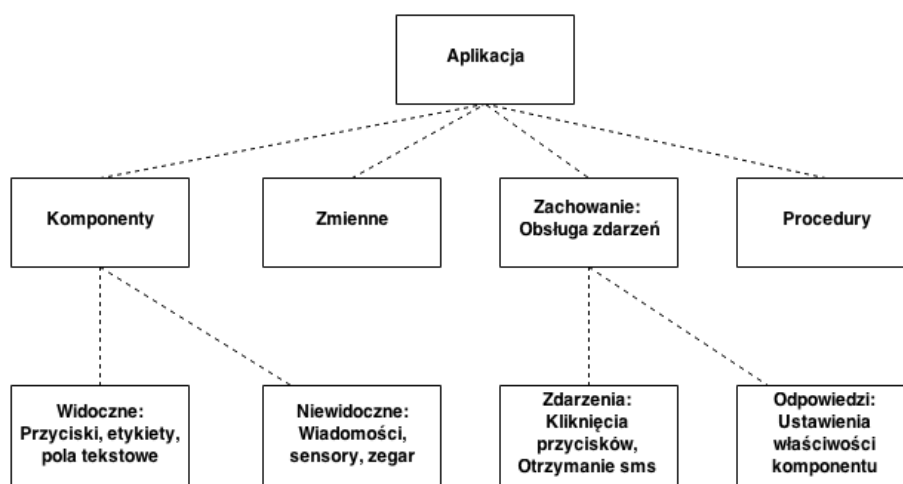 Aplikacja
Komponenty
Zmienne
Zachowanie:
Obsługa zdarzeń
Procedury
Widoczne:
Przyciski, etykiety,
pola tekstowe
Niewidoczne:
Wiadomości,
sensory, zegar
Zdarzenia:
Kliknięcia
przycisków,
Otrzymanie sms
Odpowiedzi:
Ustawienia
właściwości
komponentu